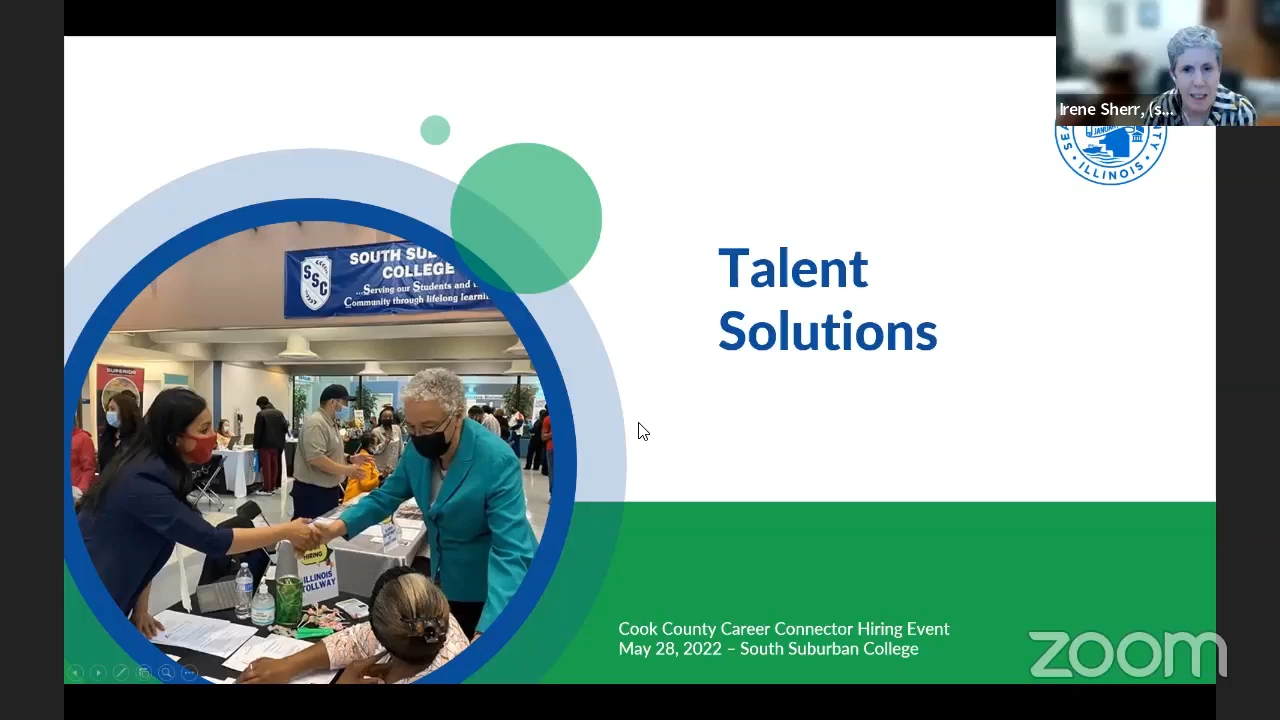 Irene Sherr, (s...
ILLINOIS
Talent
Solutions
SOUTH SUB
COLLEGE
...Serving our Students and
Community through lifelong learni
SSC
SUPERIOR
HIRING
ILLINOIS
TOLLWAY
Cook County Career Connector Hiring Event
May 28, 2022 – South Suburban College
zoom